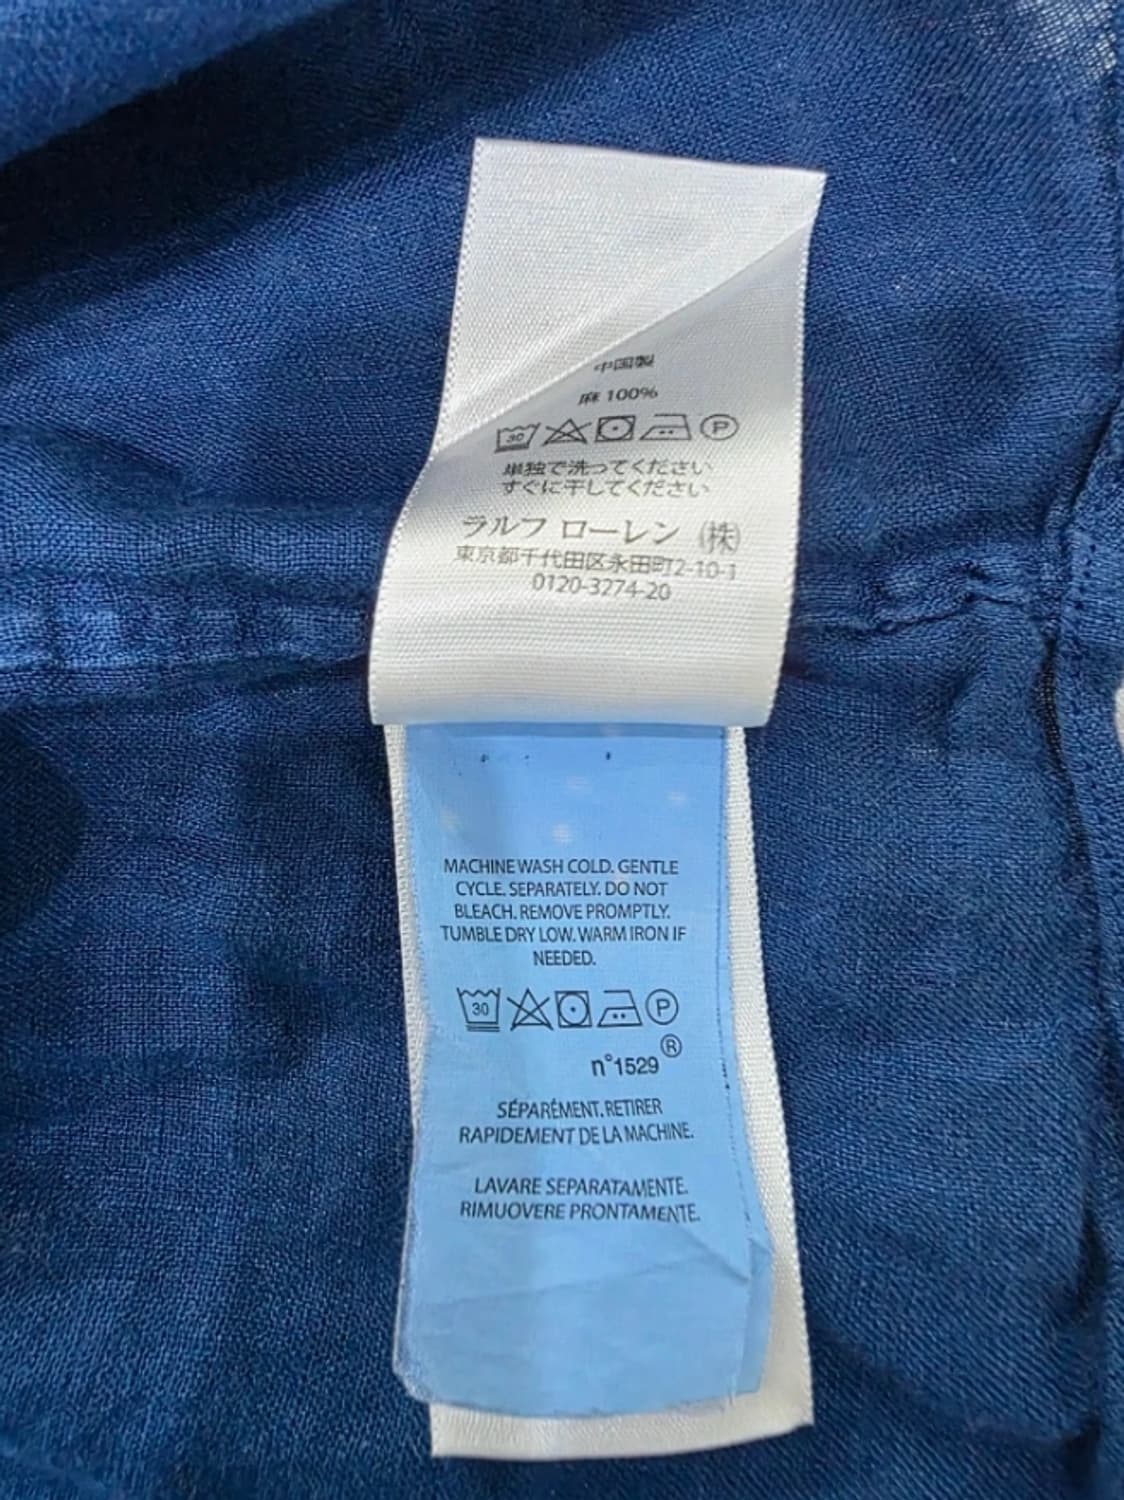 中国製
麻 100%
30 P
単独で洗ってください
すぐに干してください
ラルフ ローレン (株)
東京都千代田区永田町2-10-1
0120-3274-20
MACHINE WASH COLD. GENTLE
CYCLE. SEPARATELY. DO NOT
BLEACH. REMOVE PROMPTLY.
TUMBLE DRY LOW. WARM IRON IF
NEEDED.
30 P
n°1529 ®
SÉPARÉMENT. RETIRER
RAPIDEMENT DE LA MACHINE.
LAVARE SEPARATAMENTE.
RIMUOVERE PRONTAMENTE.